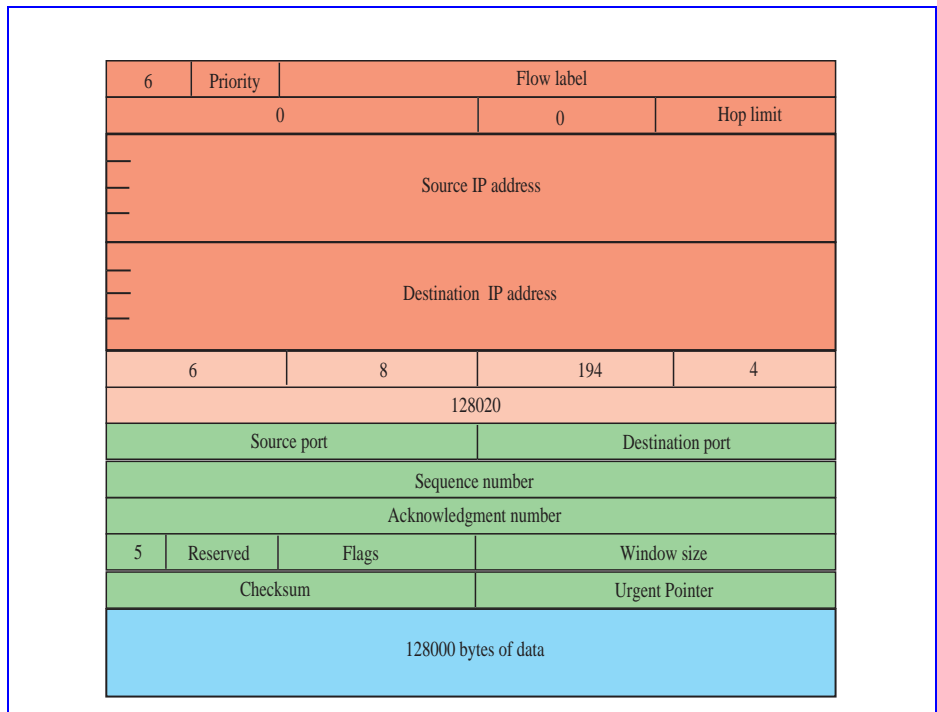 6 Priority Flow label
0 0 Hop limit
Source IP address
Destination IP address
6 8 194 4
128020
Source port Destination port
Sequence number
Acknowledgment number
5 Reserved Flags Window size
Checksum Urgent Pointer
128000 bytes of data